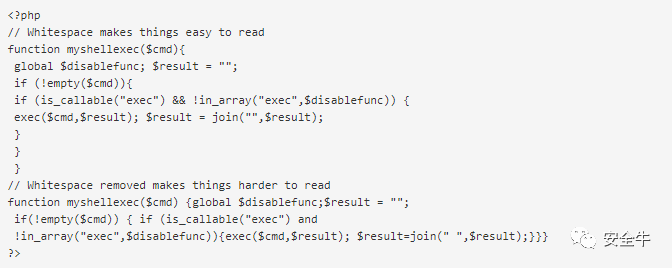 <?php
// Whitespace makes things easy to read
function myshellexec($cmd){
 global $disablefunc; $result = "";
 if (!empty($cmd)){
 if (is_callable("exec") && !in_array("exec",$disablefunc)) {
 exec($cmd,$result); $result = join("",$result);
 }
 }
 }
// Whitespace removed makes things harder to read
function myshellexec($cmd) {global $disablefunc;$result = "";
 if(!empty($cmd)) { if (is_callable("exec") and
 !in_array("exec",$disablefunc)){exec($cmd,$result); $result=join(" ",$result);}}}
?>
安全牛